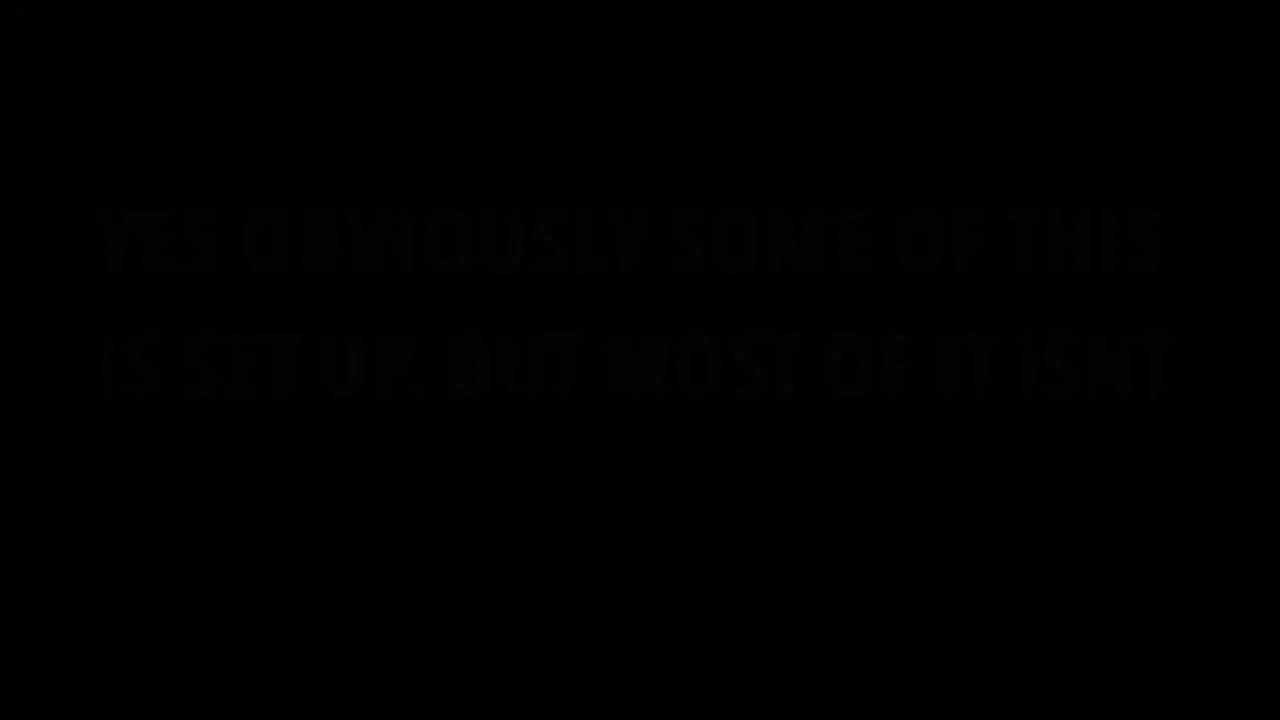 YES OBVIOUSLY SOME OF THIS
IS SET UP. BUT MOST OF IT ISNT